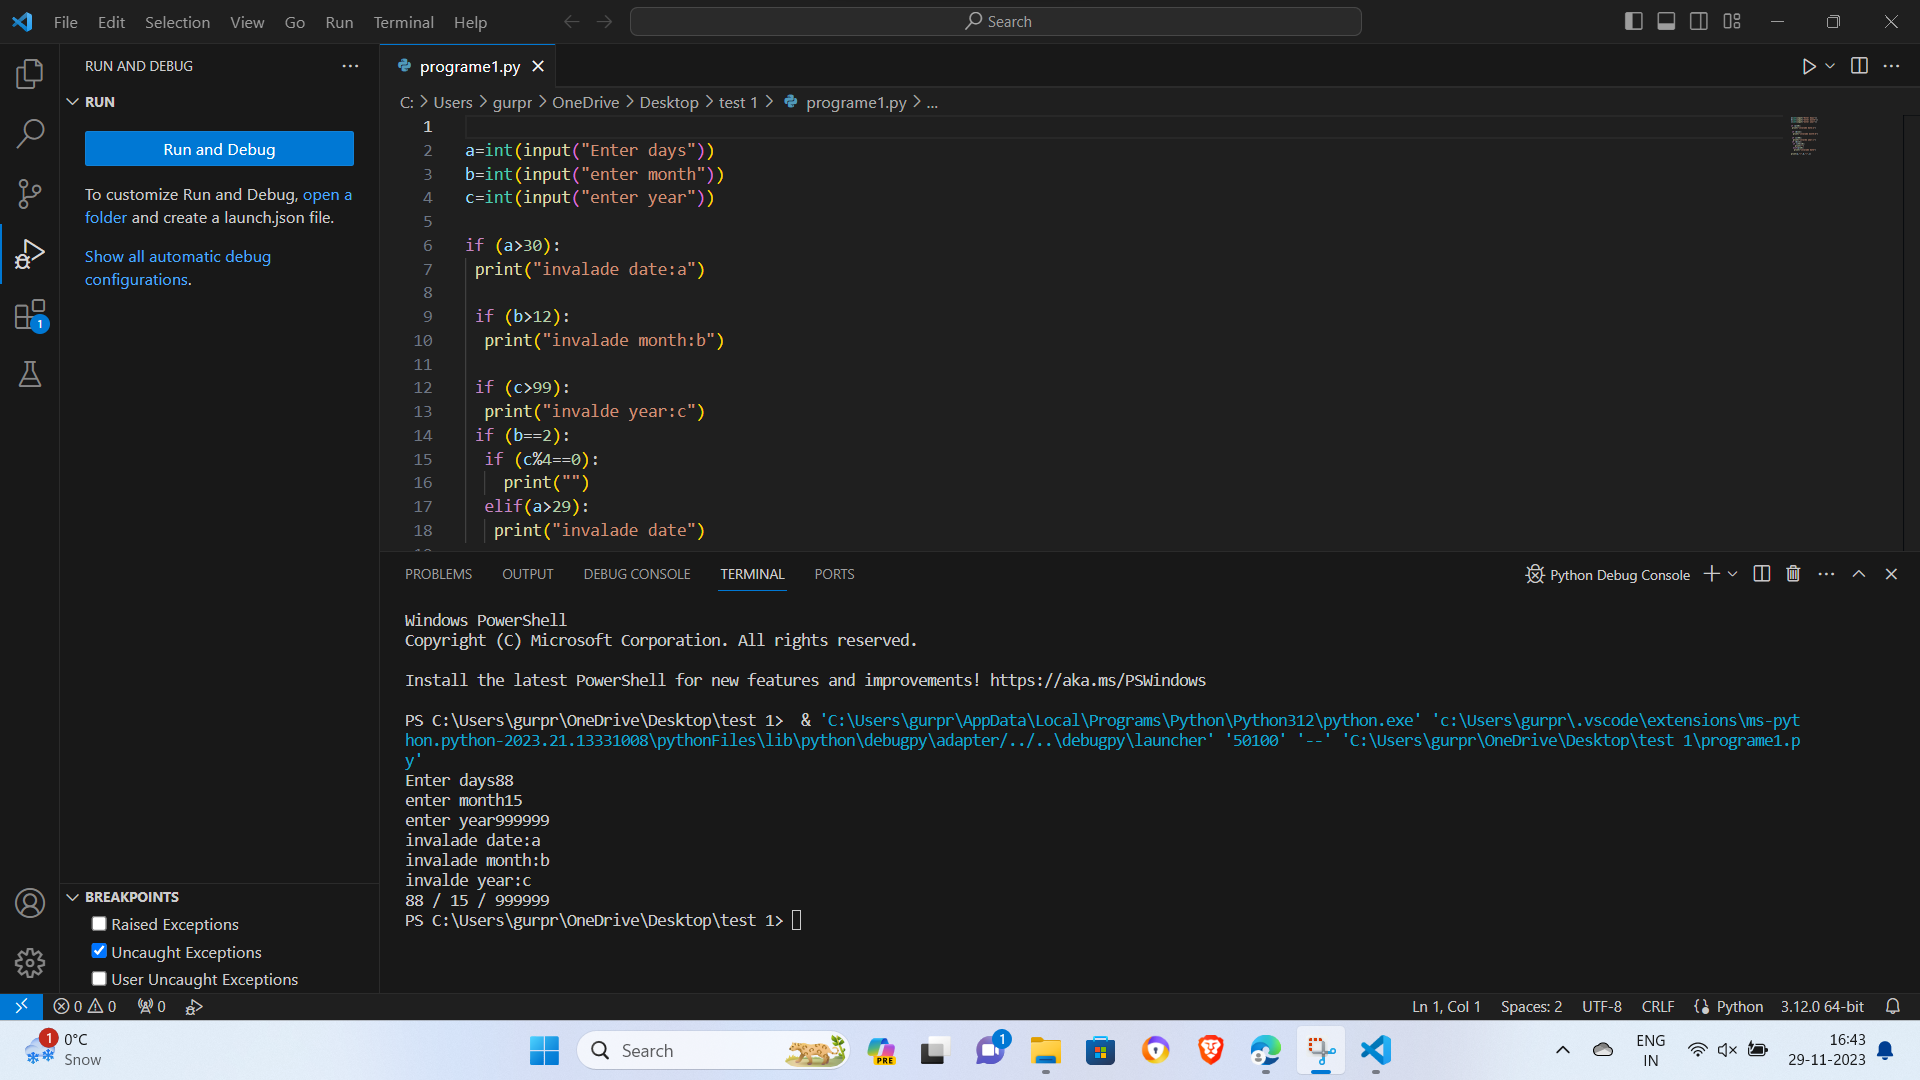 File Edit Selection View Go Run Terminal Help
Search
RUN AND DEBUG
RUN
Run and Debug
To customize Run and Debug, open a
folder and create a launch.json file.
Show all automatic debug
configurations.
programe1.py
C: > Users > gurpr > OneDrive > Desktop > test 1 > programe1.py > ...
1
2 a=int(input("Enter days"))
3 b=int(input("enter month"))
4 c=int(input("enter year"))
5
6 if (a>30):
7 print("invalade date:a")
8
9 if (b>12):
10 print("invalade month:b")
11
12 if (c>99):
13 print("invalde year:c")
14 if (b==2):
15 if (c%4==0):
16 print("")
17 elif(a>29):
18 print("invalade date")
PROBLEMS OUTPUT DEBUG CONSOLE TERMINAL PORTS
Python Debug Console
Windows PowerShell
Copyright (C) Microsoft Corporation. All rights reserved.
Install the latest PowerShell for new features and improvements! https://aka.ms/PSWindows
PS C:\Users\gurpr\OneDrive\Desktop\test 1>  & 'C:\Users\gurpr\AppData\Local\Programs\Python\Python312\python.exe' 'c:\Users\gurpr\.vscode\extensions\ms-pyt
hon.python-2023.21.13331008\pythonFiles\lib\python\debugpy\adapter/../..\debugpy\launcher' '50100' '--' 'C:\Users\gurpr\OneDrive\Desktop\test 1\programe1.p
y'
Enter days88
enter month15
enter year999999
invalade date:a
invalade month:b
invalde year:c
88 / 15 / 999999
PS C:\Users\gurpr\OneDrive\Desktop\test 1>
1
BREAKPOINTS
Raised Exceptions
Uncaught Exceptions
User Uncaught Exceptions
0 0 0
Ln 1, Col 1 Spaces: 2 UTF-8 CRLF Python 3.12.0 64-bit
1
0°C
Snow
Search
PRE
1
ENG
IN
16:43
29-11-2023